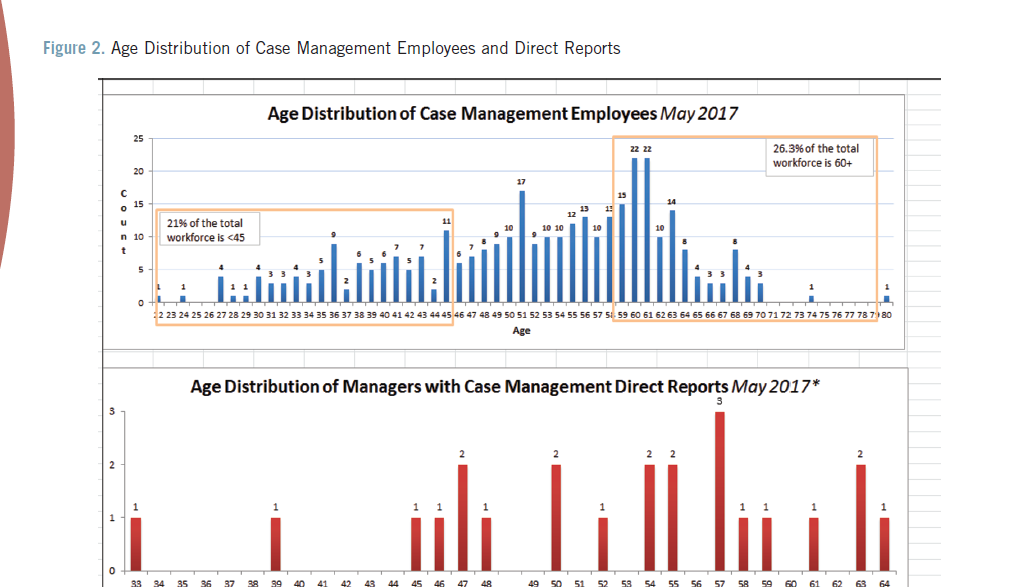 Figure 2. Age Distribution of Case Management Employees and Direct Reports
Age Distribution of Case Management Employees May 2017
25
20
15
10
5
0
Count
21% of the total
workforce is <45
26.3% of the total
workforce is 60+
1 1 4 1 1 4 3 3 4 3 5 9 2 6 5 6 7 5 7 2 11 6 7 8 9 10 17 9 10 10 12 13 10 13 15 22 22 10 14 8 4 3 3 8 4 3 1 1
23 24 25 26 27 28 29 30 31 32 33 34 35 36 37 38 39 40 41 42 43 44 45 46 47 48 49 50 51 52 53 54 55 56 57 59 60 61 62 63 64 65 66 67 68 69 70 71 72 73 74 75 76 77 78 80
Age
Age Distribution of Managers with Case Management Direct Reports May 2017*
3
2
1
0
1 1 1 1 2 1 2 1 2 2 3 1 1 1 2 1
33 34 35 36 37 38 39 40 41 42 43 44 45 46 47 48 49 50 51 52 53 54 55 56 57 58 59 60 61 62 63 64